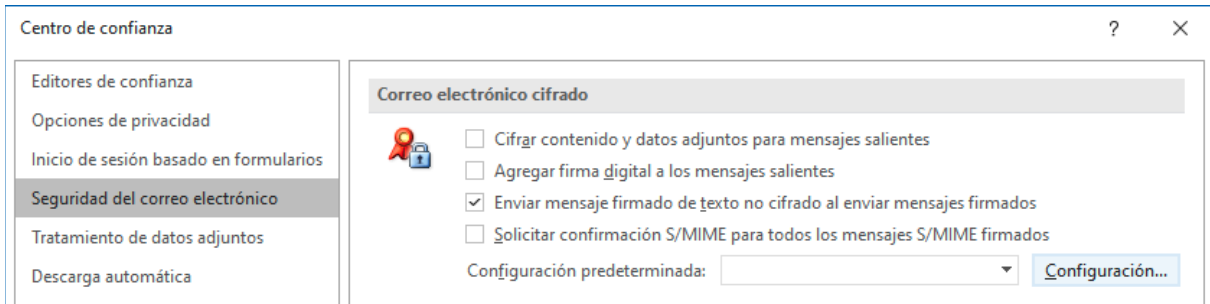 Centro de confianza
?
Editores de confianza
Opciones de privacidad
Inicio de sesión basado en formularios
Seguridad del correo electrónico
Tratamiento de datos adjuntos
Descarga automática
Correo electrónico cifrado
Cifrar contenido y datos adjuntos para mensajes salientes
Agregar firma digital a los mensajes salientes
Enviar mensaje firmado de texto no cifrado al enviar mensajes firmados
Solicitar confirmación S/MIME para todos los mensajes S/MIME firmados
Configuración predeterminada:
Configuración...